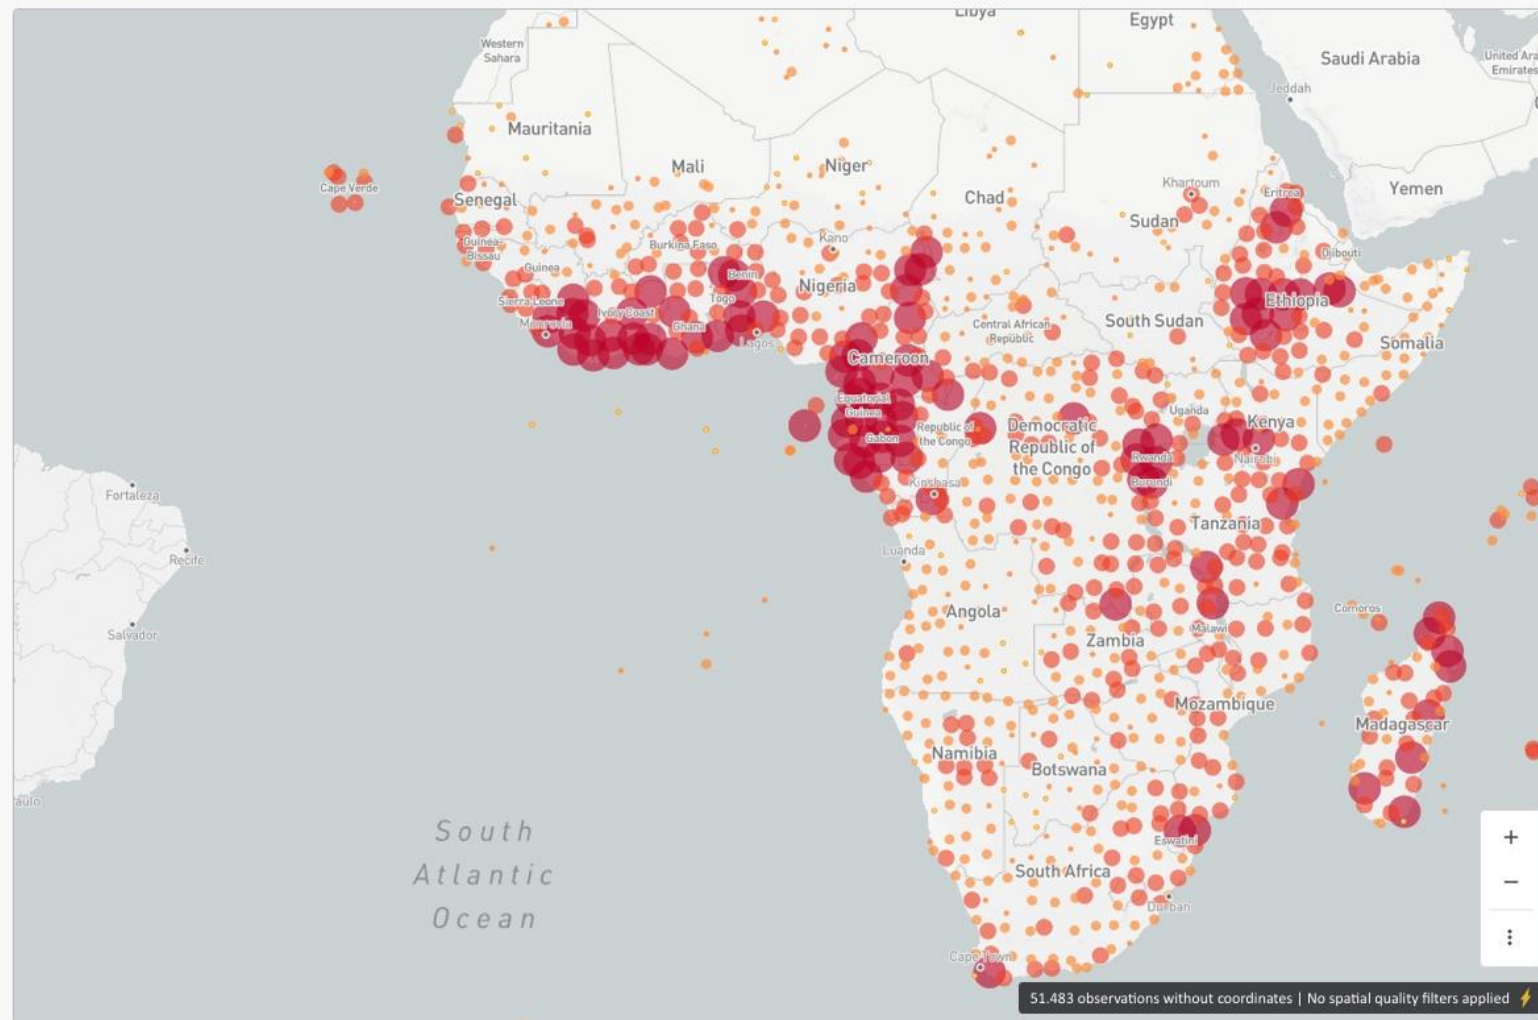 Libya
Egypt
Western
Sahara
Saudi Arabia
United Ara
Emirates
Jeddah
Mauritania
Mali
Niger
Chad
Khartoum
Eritrea
Yemen
Cape Verde
Senegal
Sudan
Guinea-
Bissau
Burkina Faso
Kano
Djibouti
Guinea
Benin
Nigeria
Sierra Leone
Togo
Ethiopia
Ivory Coast
Monrovia
Ghana
Lagos
Central African
Republic
South Sudan
Somalia
Cameroon
Equatorial
Guinea
Uganda
Kenya
Gabon
Republic of
the Congo
Democratic
Republic of
the Congo
Rwanda
Nairobi
Burundi
Kinshasa
Fortaleza
Tanzania
Recife
Luanda
Angola
Comoros
Salvador
Malawi
Zambia
Mozambique
Madagascar
Namibia
Botswana
aulo
South
Atlantic
Ocean
Eswatini
South Africa
Durban
Cape Town
+
−
51.483 observations without coordinates | No spatial quality filters applied